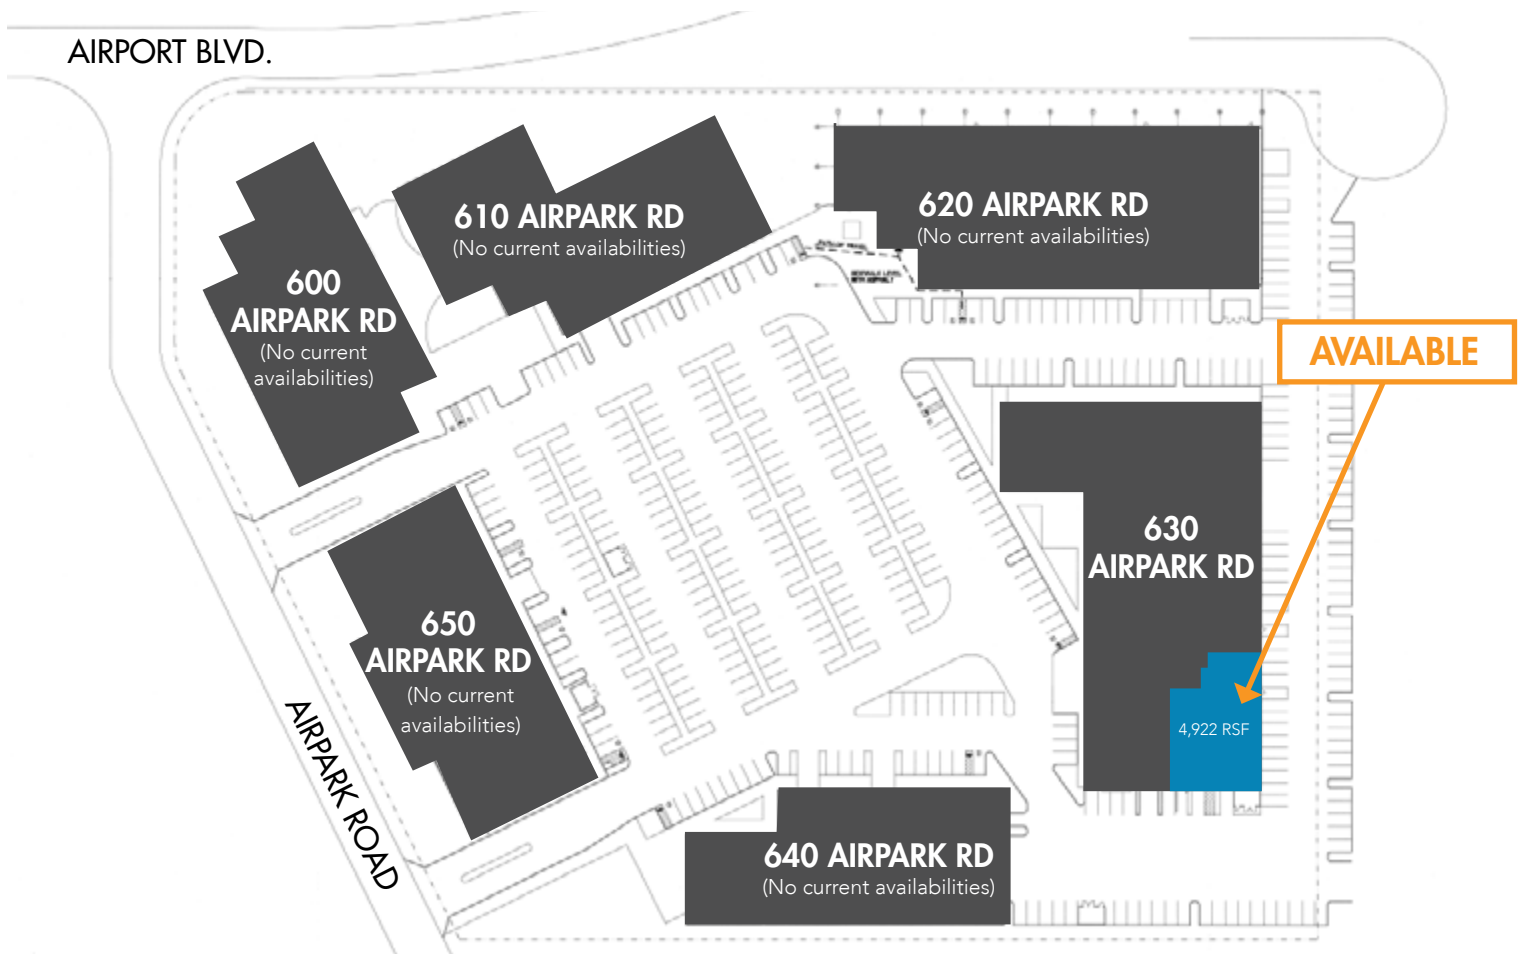 AIRPORT BLVD.
610 AIRPARK RD
(No current availabilities)
620 AIRPARK RD
(No current availabilities)
600
AIRPARK RD
(No current
availabilities)
AVAILABLE
630
AIRPARK RD
4,922 RSF
650
AIRPARK RD
(No current
availabilities)
AIRPARK ROAD
640 AIRPARK RD
(No current availabilities)